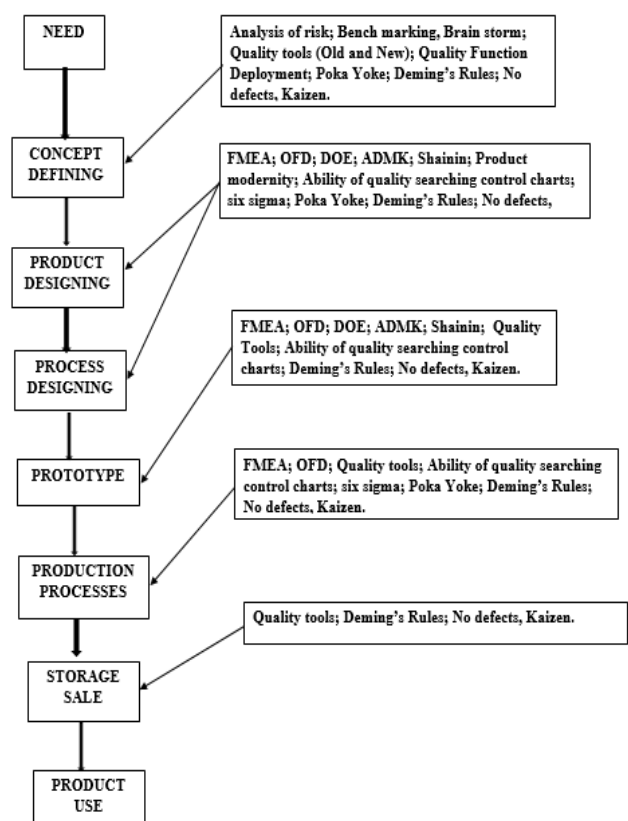 NEED
Analysis of risk; Bench marking, Brain storm;
Quality tools (Old and New); Quality Function
Deployment; Poka Yoke; Deming's Rules; No
defects, Kaizen.
CONCEPT
DEFINING
FMEA; OFD; DOE; ADMK; Shainin; Product
modernity; Ability of quality searching control charts;
six sigma; Poka Yoke; Deming's Rules; No defects,
PRODUCT
DESIGNING
PROCESS
DESIGNING
FMEA; OFD; DOE; ADMK; Shainin; Quality
Tools; Ability of quality searching control
charts; Deming's Rules; No defects, Kaizen.
PROTOTYPE
FMEA; OFD; Quality tools; Ability of quality searching
control charts; six sigma; Poka Yoke; Deming's Rules;
No defects, Kaizen.
PRODUCTION
PROCESSES
Quality tools; Deming's Rules; No defects, Kaizen.
STORAGE
SALE
PRODUCT
USE